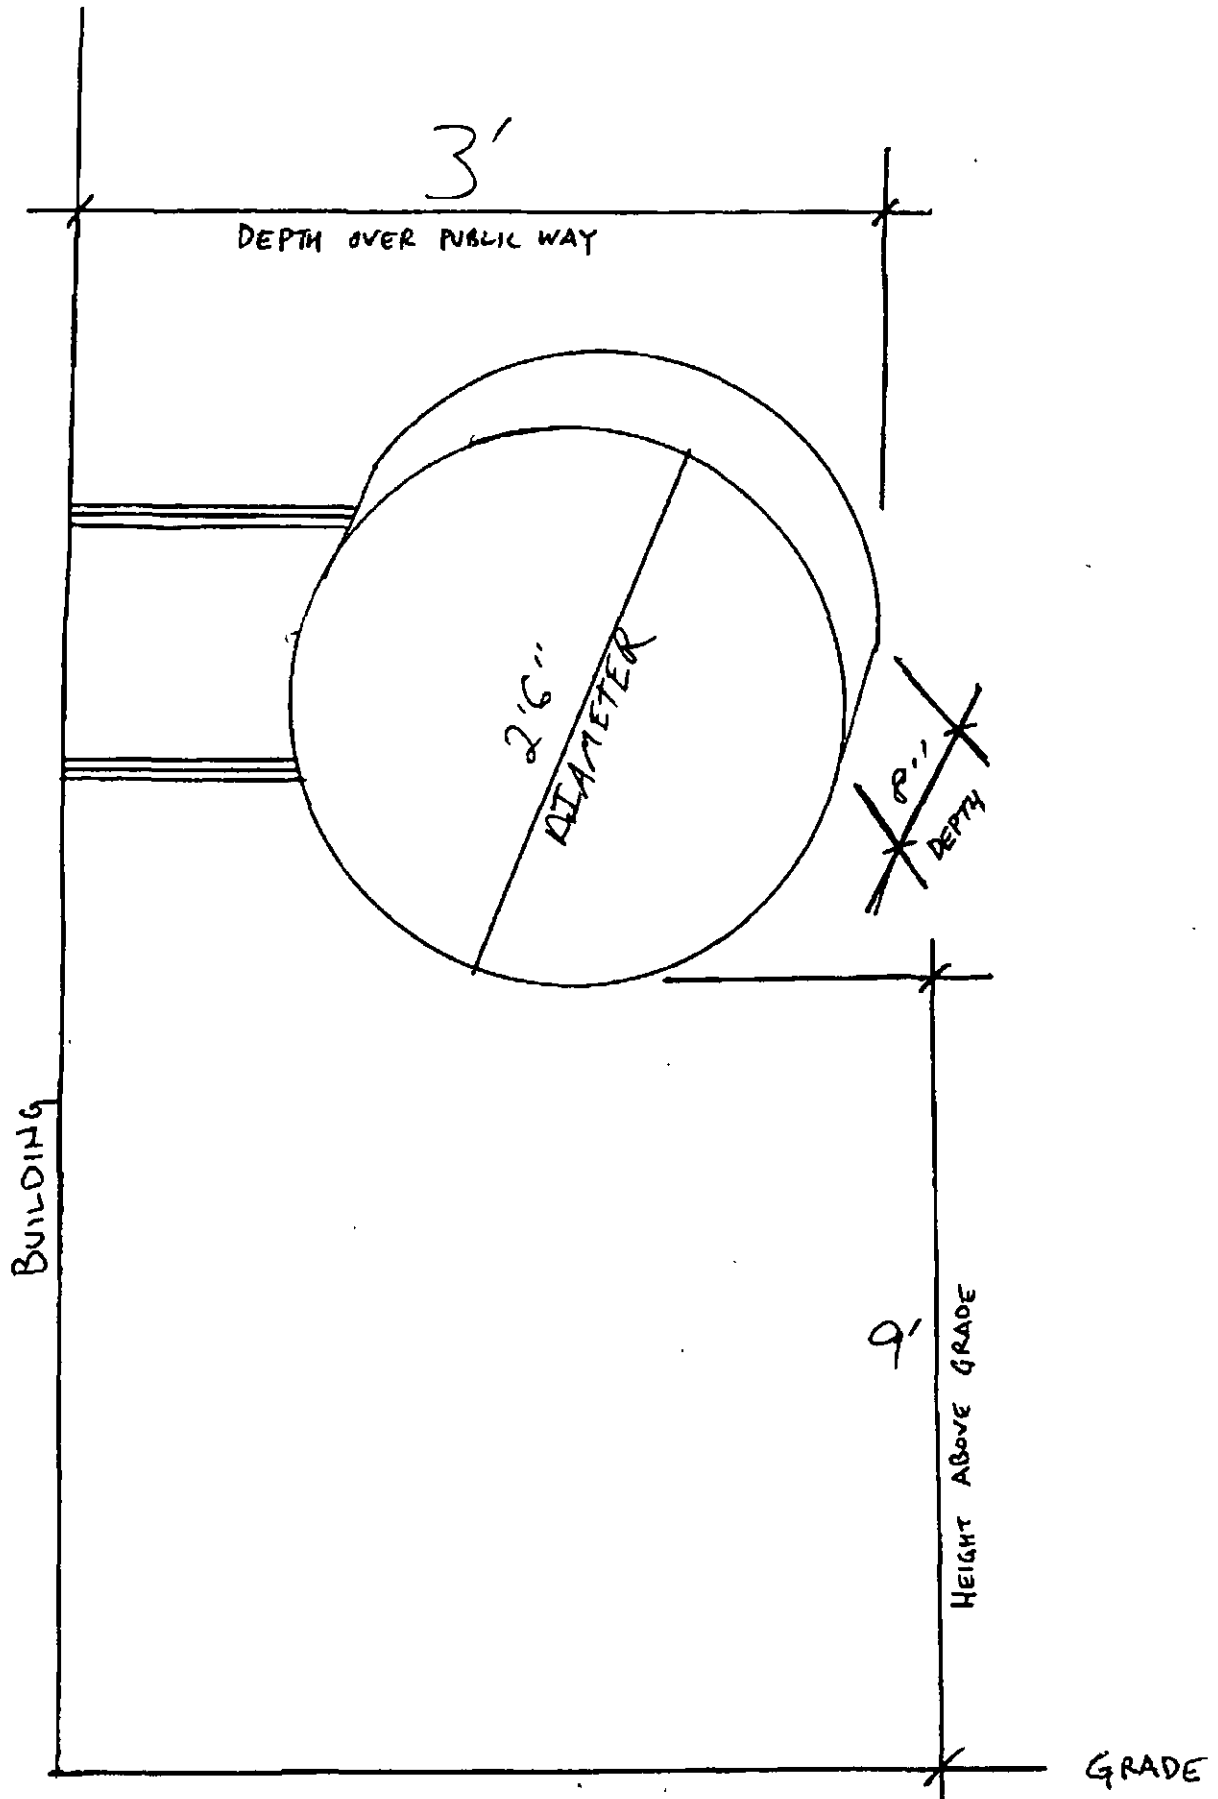 3'
DEPTH OVER PUBLIC WAY
2'6"
DIAMETER
8"
DEPTH
BUILDING
9'
HEIGHT ABOVE GRADE
GRADE